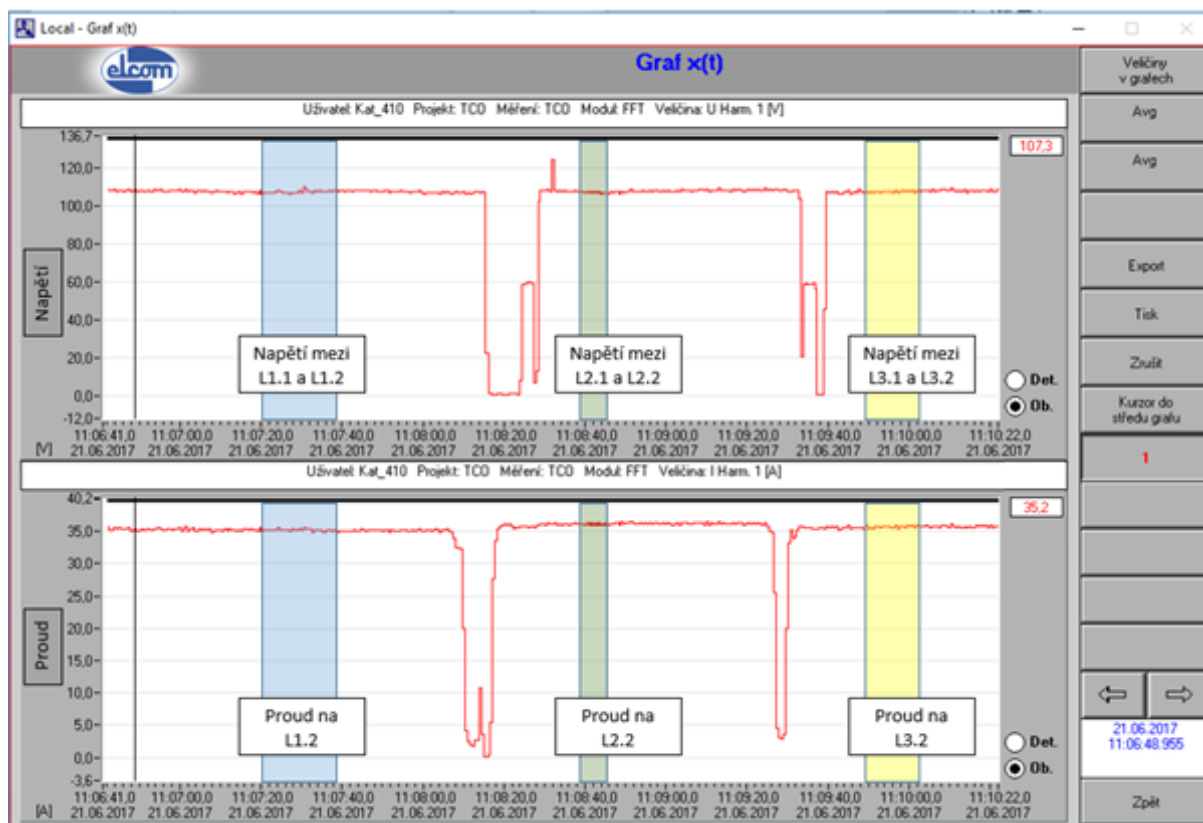 Local - Graf x(t)
elcom
Graf x(t)
Uživatel: Kat_410 Projekt: TC0 Měření: TC0 Modul: FFT Veličina: U Harm. 1 [V]
136,7
120,0
100,0
80,0
60,0
40,0
20,0
0,0
-12,0
Napětí
107,3
Napětí mezi
L1.1 a L1.2
Napětí mezi
L2.1 a L2.2
Napětí mezi
L3.1 a L3.2
Det.
Ob.
[V]
11:06:41,0 11:07:00,0 11:07:20,0 11:07:40,0 11:08:00,0 11:08:20,0 11:08:40,0 11:09:00,0 11:09:20,0 11:09:40,0 11:10:00,0 11:10:22,0
21.06.2017 21.06.2017 21.06.2017 21.06.2017 21.06.2017 21.06.2017 21.06.2017 21.06.2017 21.06.2017 21.06.2017 21.06.2017 21.06.2017
Uživatel: Kat_410 Projekt: TC0 Měření: TC0 Modul: FFT Veličina: I Harm. 1 [A]
40,2
35,0
30,0
25,0
20,0
15,0
10,0
5,0
0,0
-3,6
Proud
35,2
Proud na
L1.2
Proud na
L2.2
Proud na
L3.2
Det.
Ob.
[A]
11:06:41,0 11:07:00,0 11:07:20,0 11:07:40,0 11:08:00,0 11:08:20,0 11:08:40,0 11:09:00,0 11:09:20,0 11:09:40,0 11:10:00,0 11:10:22,0
21.06.2017 21.06.2017 21.06.2017 21.06.2017 21.06.2017 21.06.2017 21.06.2017 21.06.2017 21.06.2017 21.06.2017 21.06.2017 21.06.2017
Veličiny
v grafech
Avg
Avg
Export
Tisk
Zrušit
Kurzor do
středu grafu
1
21.06.2017
11:06:48.955
Zpět